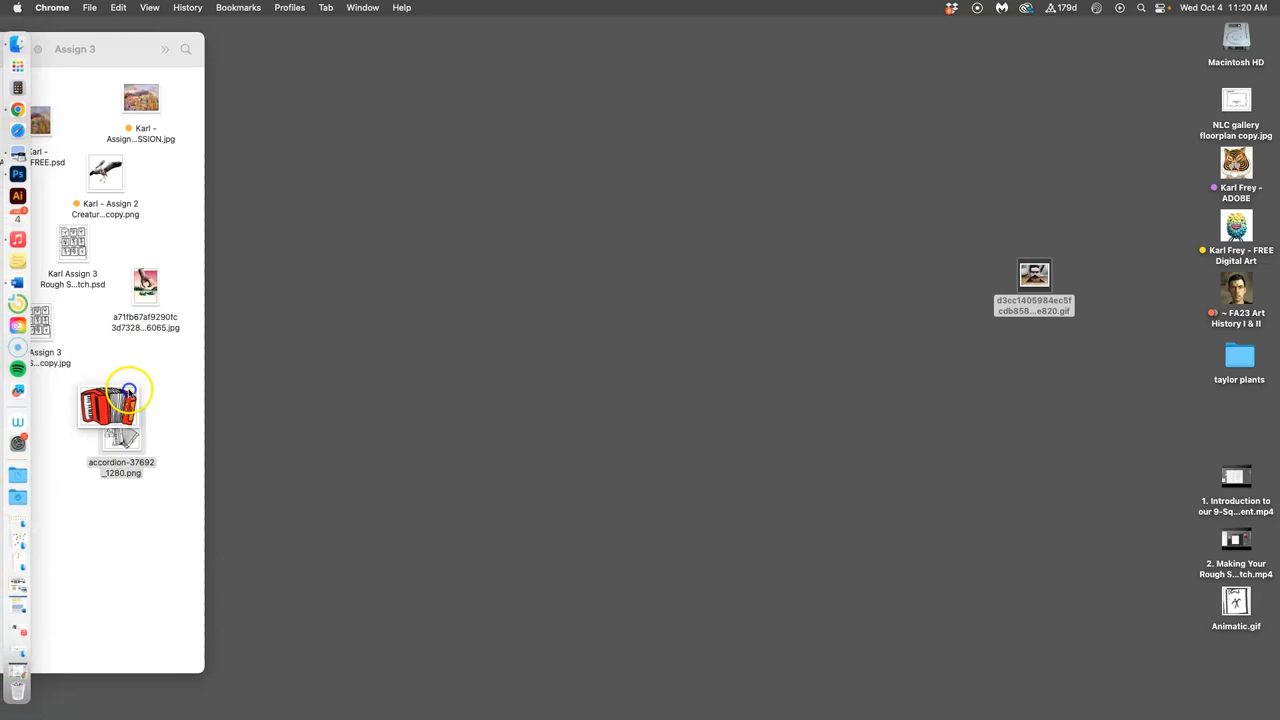 Chrome File Edit View History Bookmarks Profiles Tab Window Help
179d
Wed Oct 4 11:20 AM
Assign 3
Karl -
Assign...SSION.jpg
Karl -
FREE.psd
Karl - Assign 2
Creatur...copy.png
Karl Assign 3
Rough S...tch.psd
a71fb67af9290fc
3d7328...6065.jpg
Assign 3
S...copy.jpg
accordion-37692
_1280.png
4
d3cc1405984ec5f
cdb858...e820.gif
Macintosh HD
NLC gallery
floorplan copy.jpg
Karl Frey -
ADOBE
Karl Frey - FREE
Digital Art
~ FA23 Art
History I & II
taylor plants
1. Introduction to
our 9-Sq...ent.mp4
2. Making Your
Rough S...tch.mp4
Animatic.gif